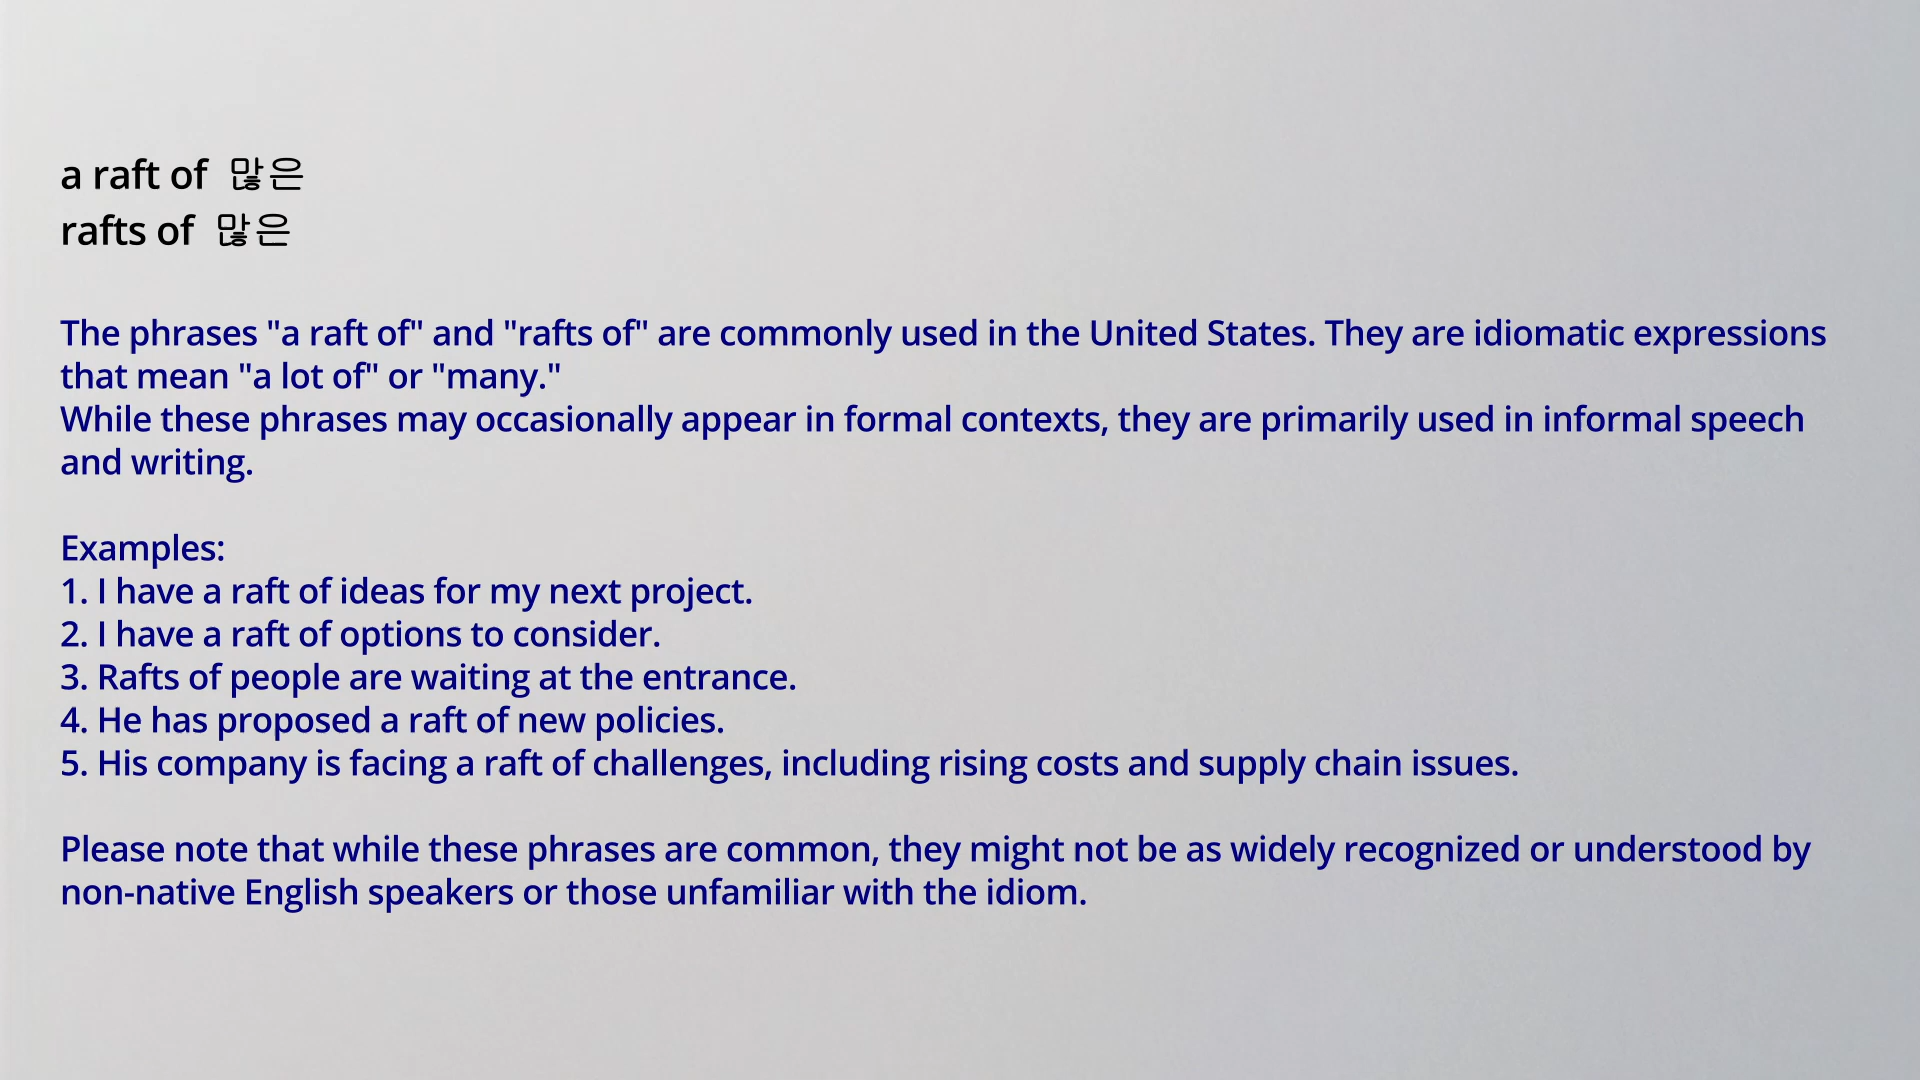 a raft of 많은
rafts of 많은
The phrases "a raft of" and "rafts of" are commonly used in the United States. They are idiomatic expressions
that mean "a lot of" or "many."
While these phrases may occasionally appear in formal contexts, they are primarily used in informal speech
and writing.
Examples:
1. I have a raft of ideas for my next project.
2. I have a raft of options to consider.
3. Rafts of people are waiting at the entrance.
4. He has proposed a raft of new policies.
5. His company is facing a raft of challenges, including rising costs and supply chain issues.
Please note that while these phrases are common, they might not be as widely recognized or understood by
non-native English speakers or those unfamiliar with the idiom.